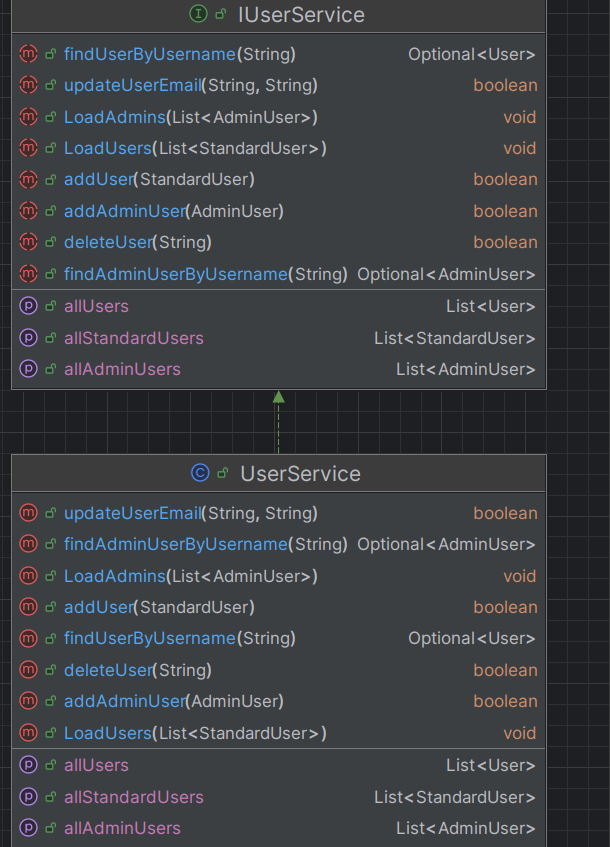 I IUserService
m findUserByUsername(String) Optional<User>
m updateUserEmail(String, String) boolean
m LoadAdmins(List<AdminUser>) void
m LoadUsers(List<StandardUser>) void
m addUser(StandardUser) boolean
m addAdminUser(AdminUser) boolean
m deleteUser(String) boolean
m findAdminUserByUsername(String) Optional<AdminUser>
p allUsers List<User>
p allStandardUsers List<StandardUser>
p allAdminUsers List<AdminUser>
C UserService
m updateUserEmail(String, String) boolean
m findAdminUserByUsername(String) Optional<AdminUser>
m LoadAdmins(List<AdminUser>) void
m addUser(StandardUser) boolean
m findUserByUsername(String) Optional<User>
m deleteUser(String) boolean
m addAdminUser(AdminUser) boolean
m LoadUsers(List<StandardUser>) void
p allUsers List<User>
p allStandardUsers List<StandardUser>
p allAdminUsers List<AdminUser>